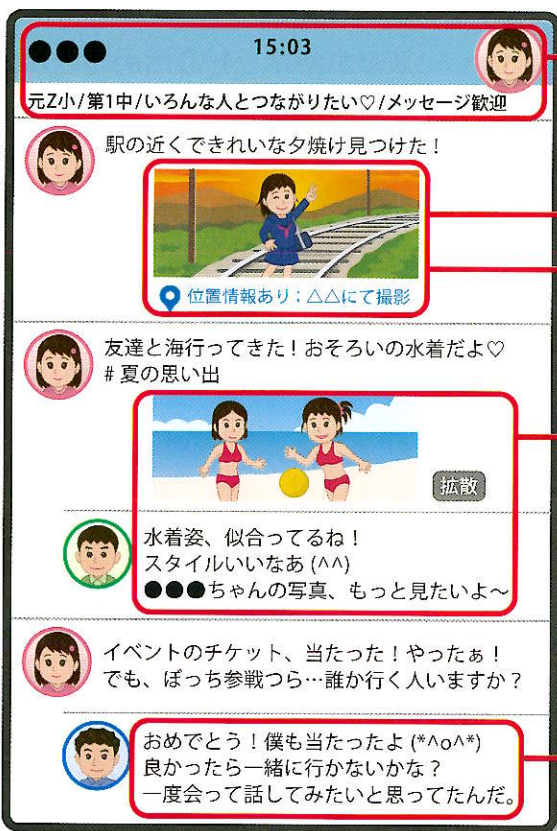 ●●●
15:03
元Z小/第1中/いろんな人とつながりたい♡/メッセージ歓迎
駅の近くできれいな夕焼け見つけた!
位置情報あり:△△にて撮影
友達と海行ってきた!おそろいの水着だよ♡
#夏の思い出
拡散
水着姿、似合ってるね!
スタイルいいなあ(^^)
●●●ちゃんの写真、もっと見たいよ~
イベントのチケット、当たった!やったぁ!
でも、ぼっち参戦つら…誰か行く人いますか?
おめでとう!僕も当たったよ(*^o^*)
良かったら一緒に行かないかな?
一度会って話してみたいと思ってたんだ。